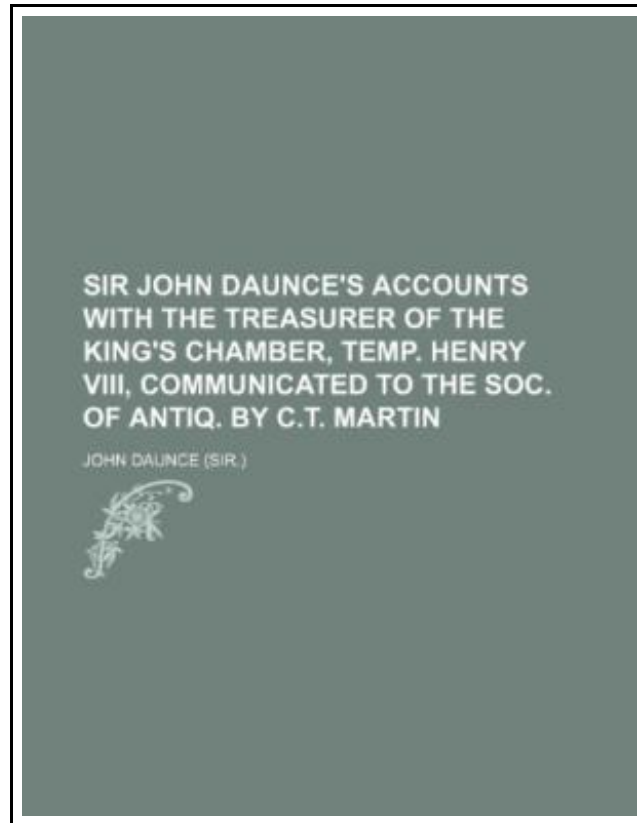 SIR JOHN DAUNCE'S ACCOUNTS
WITH THE TREASURER OF THE
KING'S CHAMBER, TEMP. HENRY
VIII, COMMUNICATED TO THE SOC.
OF ANTIQ. BY C.T. MARTIN
JOHN DAUNCE (SIR.)